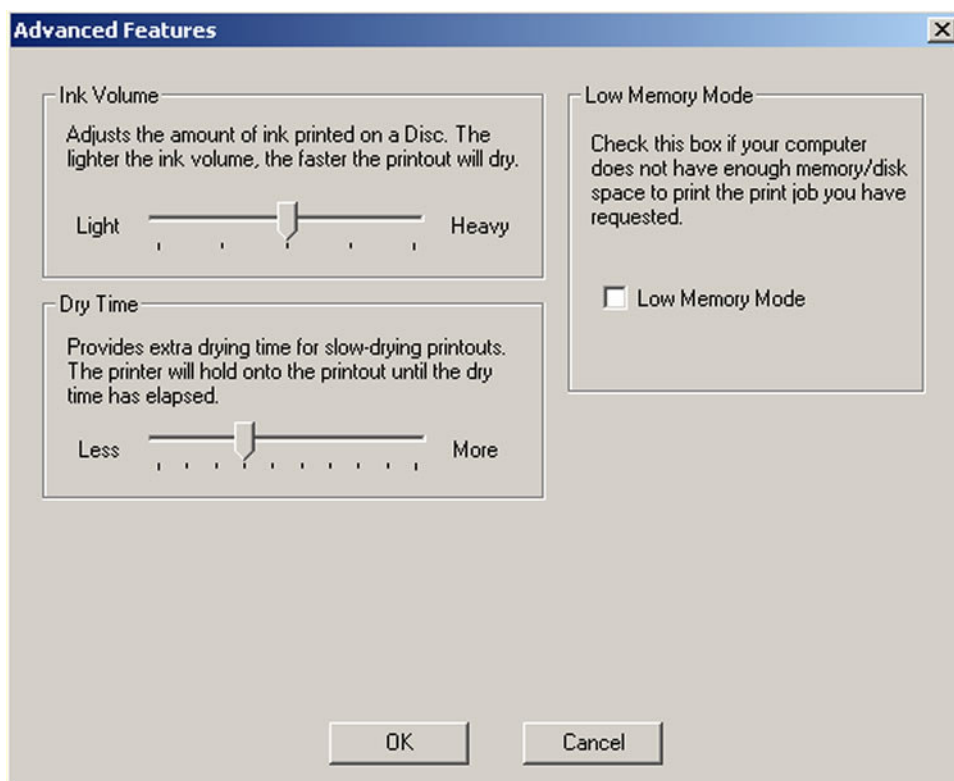 Advanced Features
Ink Volume
Adjusts the amount of ink printed on a Disc. The
lighter the ink volume, the faster the printout will dry.
Light
Heavy
Dry Time
Provides extra drying time for slow-drying printouts.
The printer will hold onto the printout until the dry
time has elapsed.
Less
More
Low Memory Mode
Check this box if your computer
does not have enough memory/disk
space to print the print job you have
requested.
Low Memory Mode
OK
Cancel